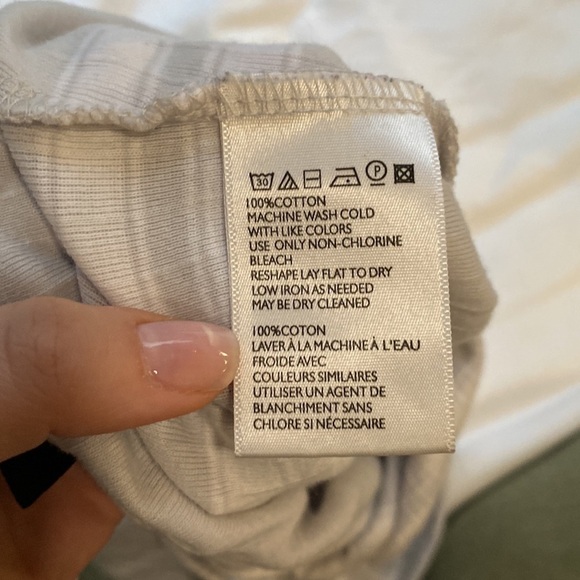 30
P
100%COTTON
MACHINE WASH COLD
WITH LIKE COLORS
USE ONLY NON-CHLORINE
BLEACH
RESHAPE LAY FLAT TO DRY
LOW IRON AS NEEDED
MAY BE DRY CLEANED
100%COTON
LAVER À LA MACHINE À L'EAU
FROIDE AVEC
COULEURS SIMILAIRES
UTILISER UN AGENT DE
BLANCHIMENT SANS
CHLORE SI NÉCESSAIRE